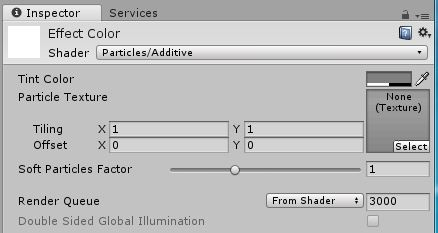 Inspector Services
Effect Color
Shader Particles/Additive
Tint Color
Particle Texture
None
(Texture)
Tiling X 1 Y 1
Offset X 0 Y 0
Select
Soft Particles Factor 1
Render Queue From Shader 3000
Double Sided Global Illumination